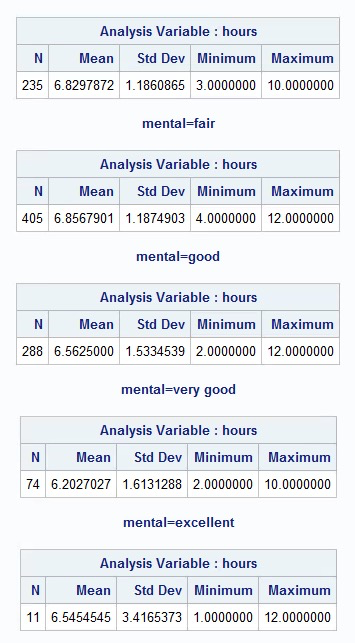 Analysis Variable : hours
N Mean Std Dev Minimum Maximum
235 6.8297872 1.1860865 3.0000000 10.0000000
mental=fair
Analysis Variable : hours
N Mean Std Dev Minimum Maximum
405 6.8567901 1.1874903 4.0000000 12.0000000
mental=good
Analysis Variable : hours
N Mean Std Dev Minimum Maximum
288 6.5625000 1.5334539 2.0000000 12.0000000
mental=very good
Analysis Variable : hours
N Mean Std Dev Minimum Maximum
74 6.2027027 1.6131288 2.0000000 10.0000000
mental=excellent
Analysis Variable : hours
N Mean Std Dev Minimum Maximum
11 6.5454545 3.4165373 1.0000000 12.0000000